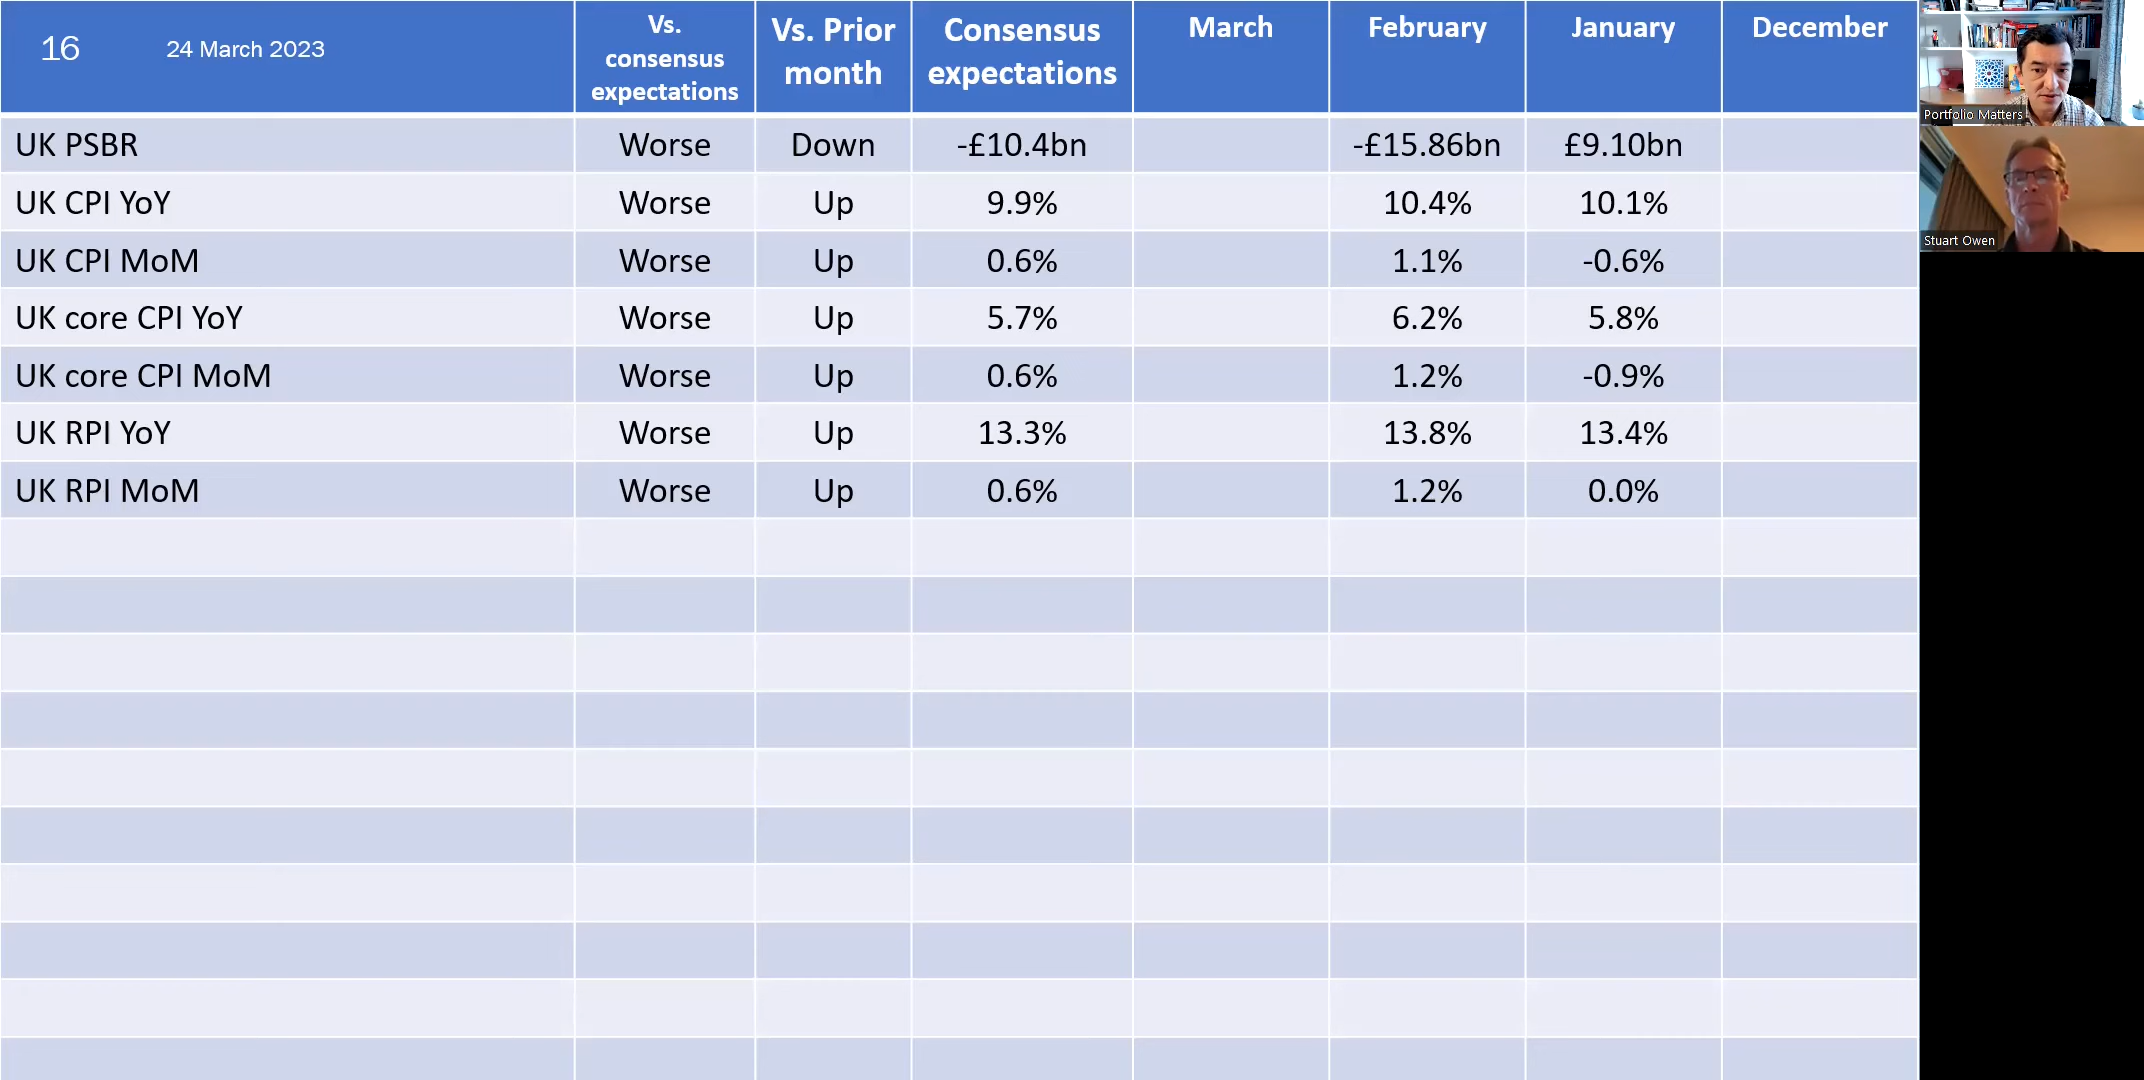 16 24 March 2023 Vs. consensus expectations Vs. Prior month Consensus expectations March February January December
UK PSBR Worse Down -£10.4bn -£15.86bn £9.10bn
UK CPI YoY Worse Up 9.9% 10.4% 10.1%
UK CPI MoM Worse Up 0.6% 1.1% -0.6%
UK core CPI YoY Worse Up 5.7% 6.2% 5.8%
UK core CPI MoM Worse Up 0.6% 1.2% -0.9%
UK RPI YoY Worse Up 13.3% 13.8% 13.4%
UK RPI MoM Worse Up 0.6% 1.2% 0.0%
Portfolio Matters
Stuart Owen